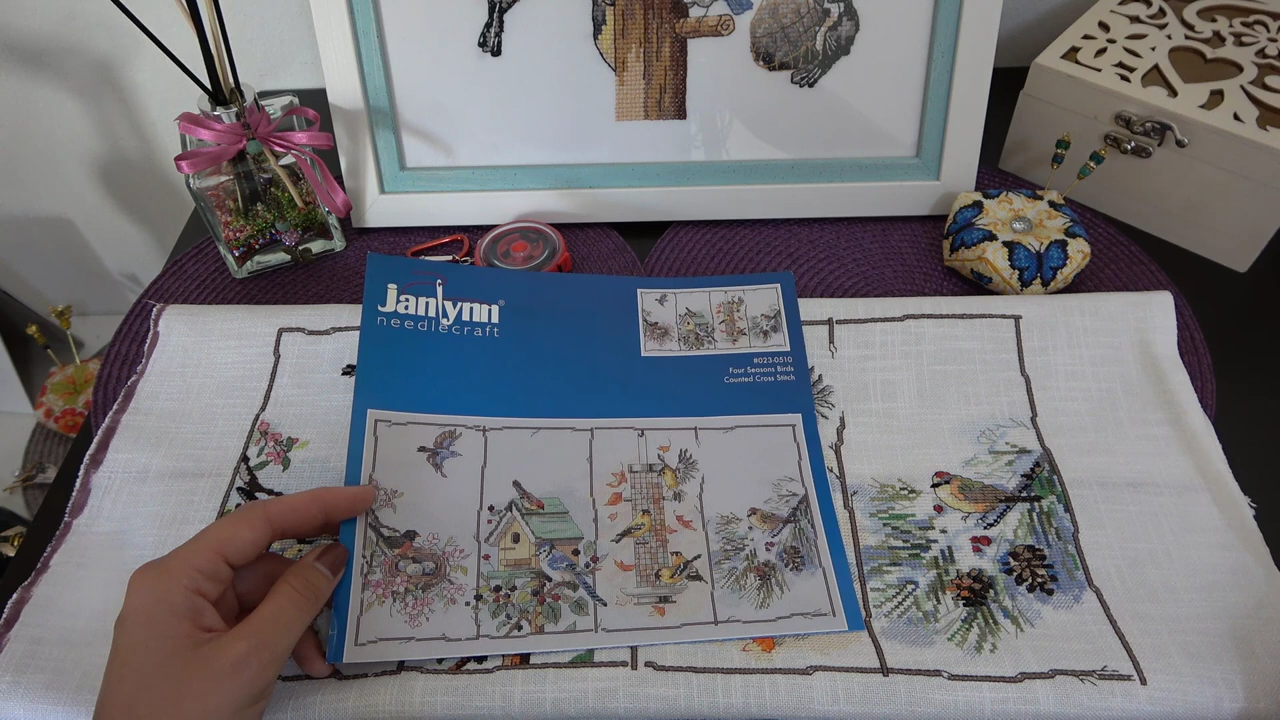 janlynn®
needlecraft
#023-0510
Four Seasons Birds
Counted Cross Stitch